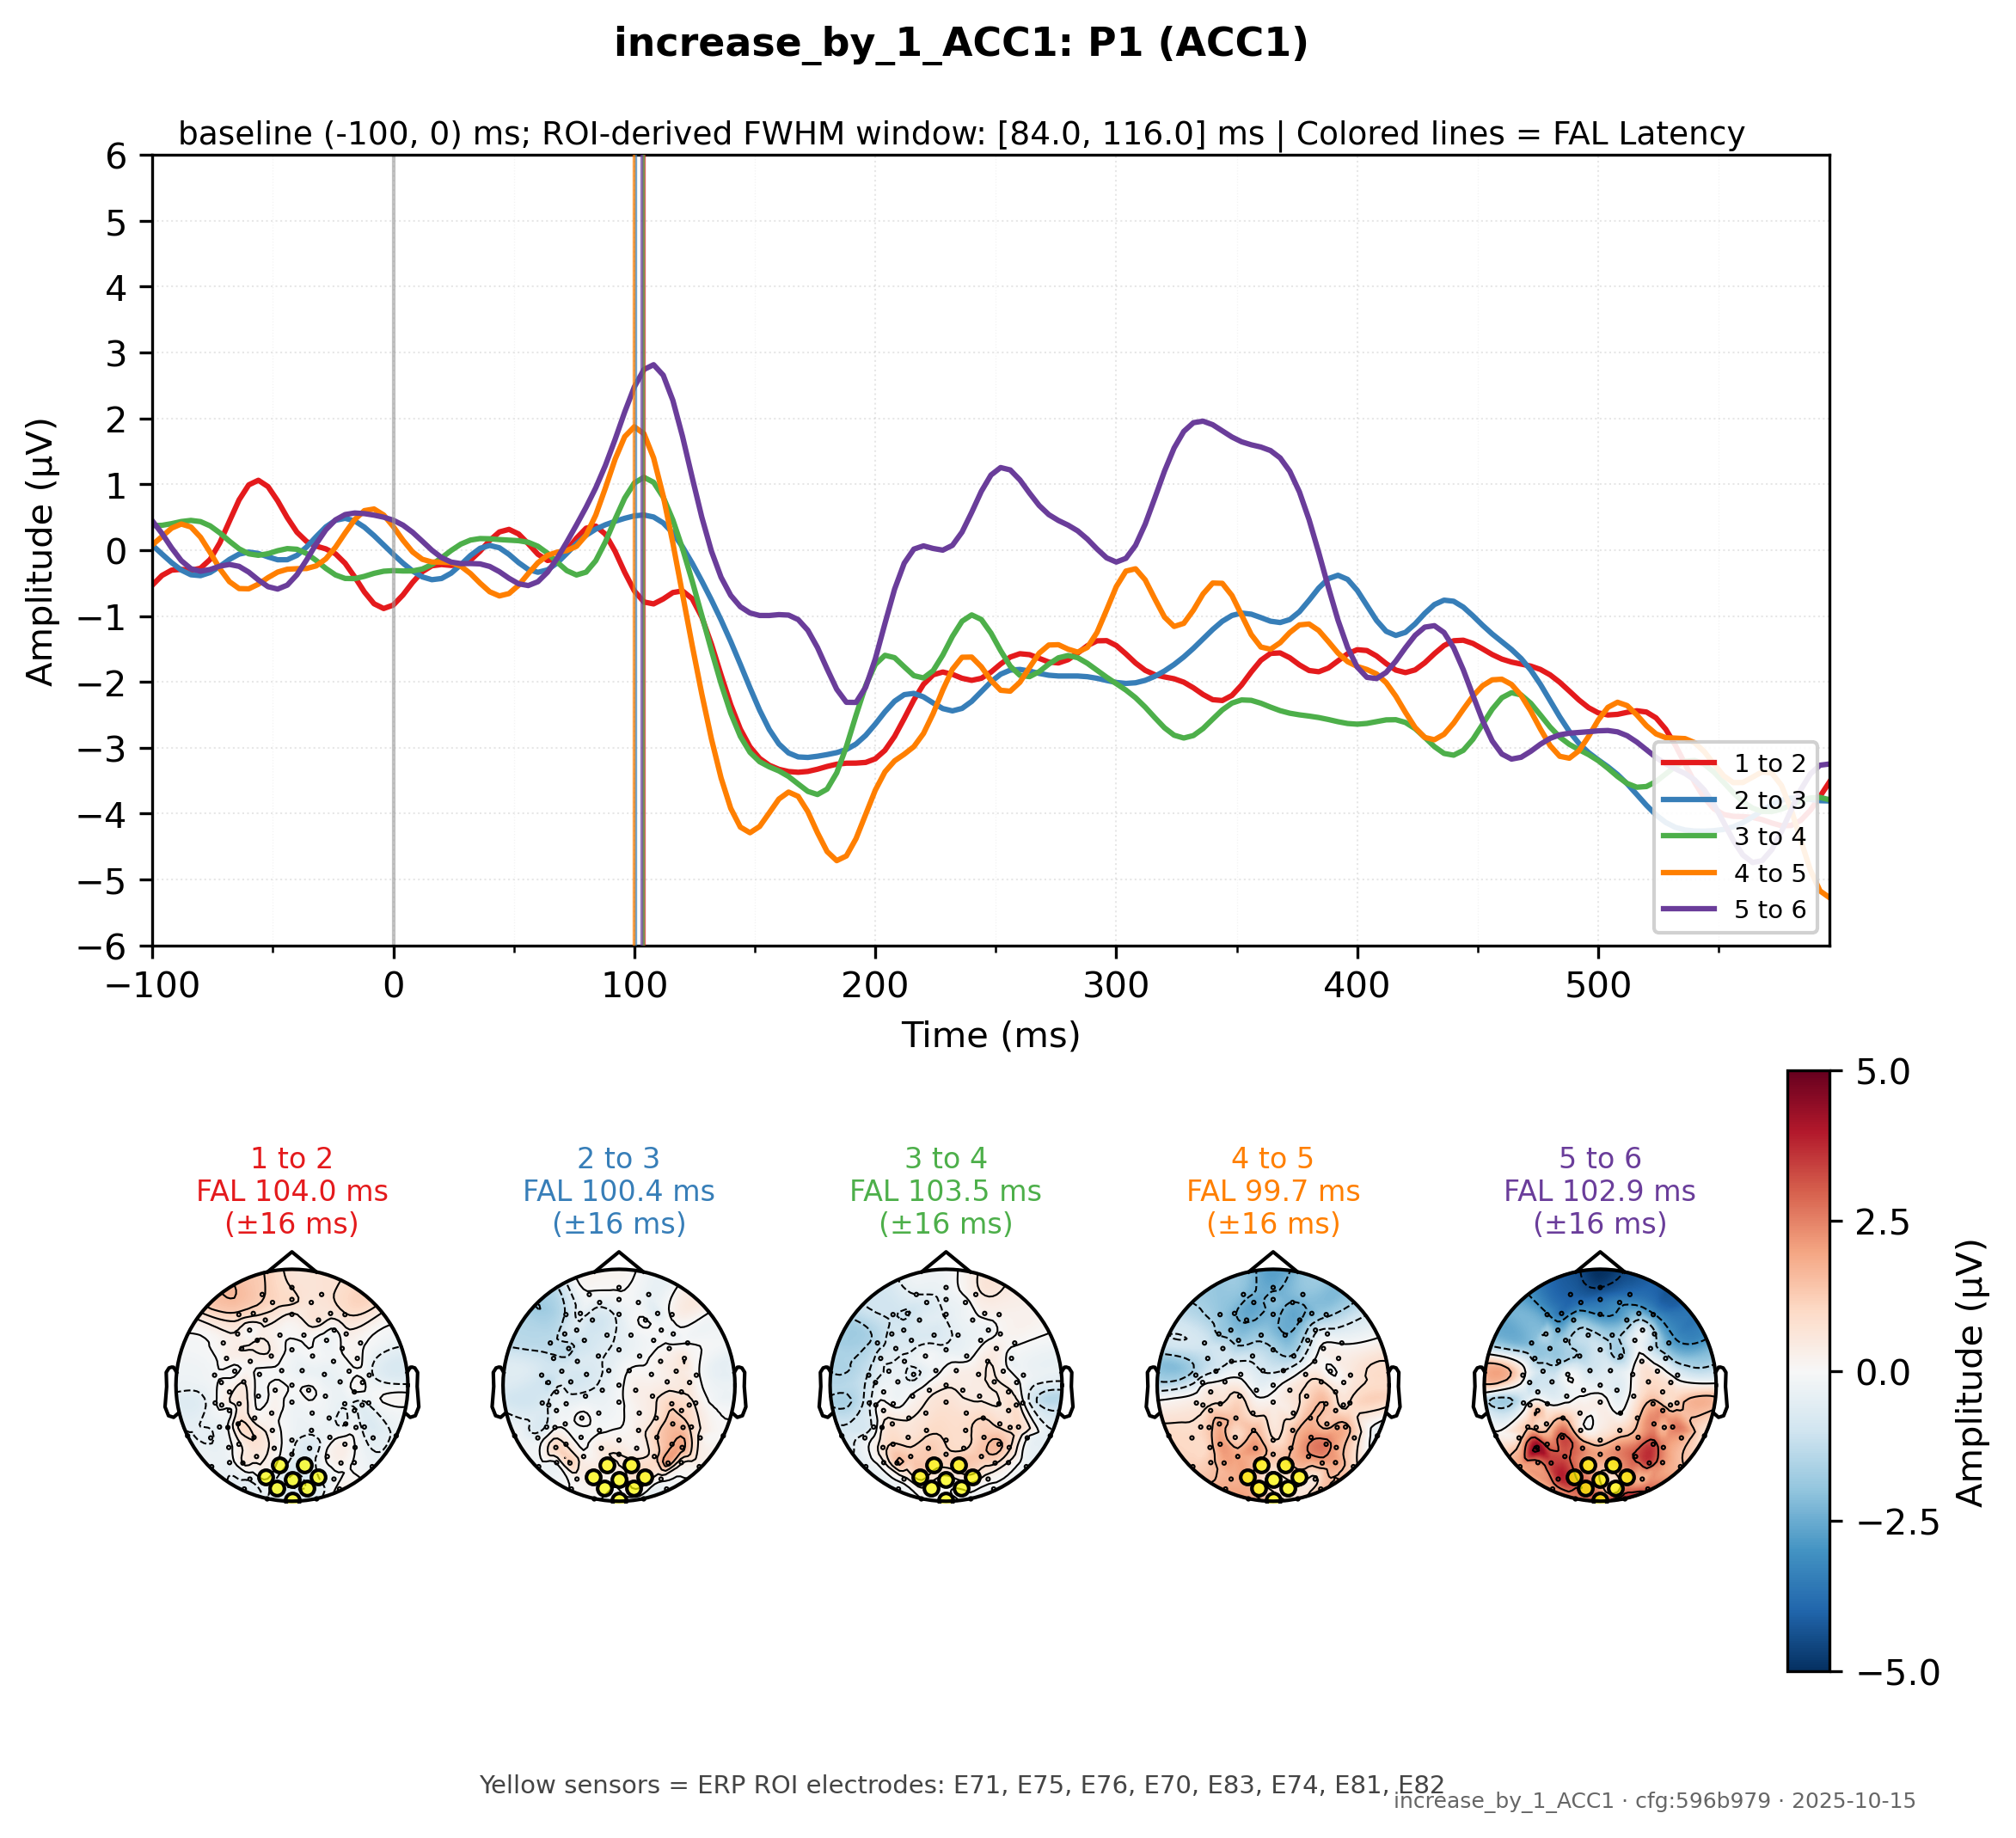 increase_by_1_ACC1: P1 (ACC1)
baseline (-100, 0) ms; ROI-derived FWHM window: [84.0, 116.0] ms | Colored lines = FAL Latency
6
5
4
3
2
1
0
−1
−2
−3
−4
−5
−6
Amplitude (µV)
1 to 2
2 to 3
3 to 4
4 to 5
5 to 6
−100 0 100 200 300 400 500
Time (ms)
1 to 2 2 to 3 3 to 4 4 to 5 5 to 6
FAL 104.0 ms FAL 100.4 ms FAL 103.5 ms FAL 99.7 ms FAL 102.9 ms
(±16 ms) (±16 ms) (±16 ms) (±16 ms) (±16 ms)
5.0
2.5
0.0
−2.5
−5.0
Amplitude (µV)
Yellow sensors = ERP ROI electrodes: E71, E75, E76, E70, E83, E74, E81, E82
increase_by_1_ACC1 · cfg:596b979 · 2025-10-15